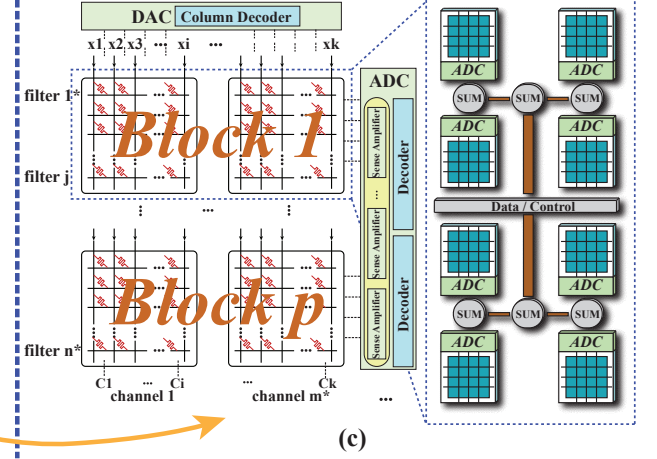 DAC Column Decoder
x1 x2 x3 ... xi ... xk
filter 1*
Block 1
filter j
... ...
Block p
filter n*
C1 ... Ci ... Ck
channel 1 channel m*
ADC
Sense Amplifier
Decoder
...
Sense Amplifier
Sense Amplifier
Decoder
...
ADC ADC
SUM SUM SUM
ADC ADC
Data / Control
ADC ADC
SUM SUM SUM
ADC ADC
(c)